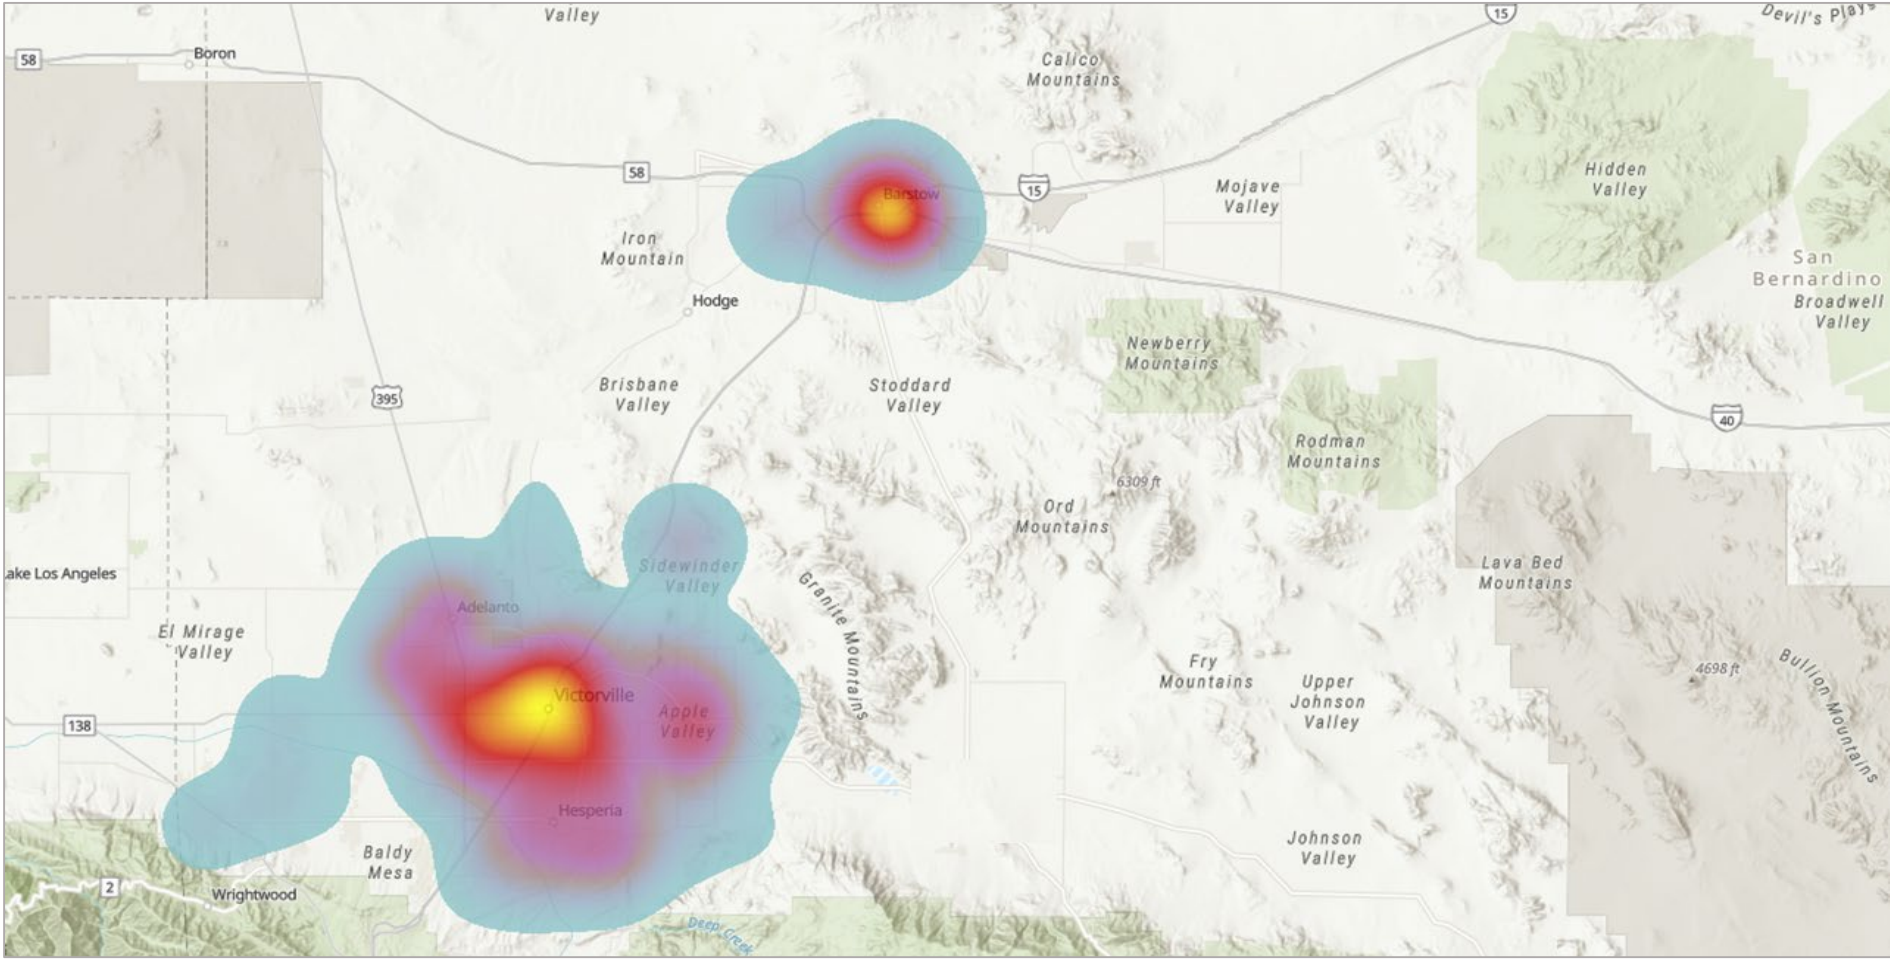 Valley
15
Devil's Plays
58
Boron
Calico
Mountains
58
15
Barstow
Mojave
Valley
Hidden
Valley
Iron
Mountain
San
Bernardino
Broadwell
Valley
Hodge
Newberry
Mountains
395
Brisbane
Valley
Stoddard
Valley
40
Rodman
Mountains
6309 ft
Ord
Mountains
ake Los Angeles
Sidewinder
Valley
Lava Bed
Mountains
Adelanto
Granite Mountains
El Mirage
Valley
Fry
Mountains
Upper
Johnson
Valley
4698 ft
Bullion Mountains
Victorville
Apple
Valley
138
Hesperia
Johnson
Valley
Baldy
Mesa
2
Wrightwood
Deep Creek